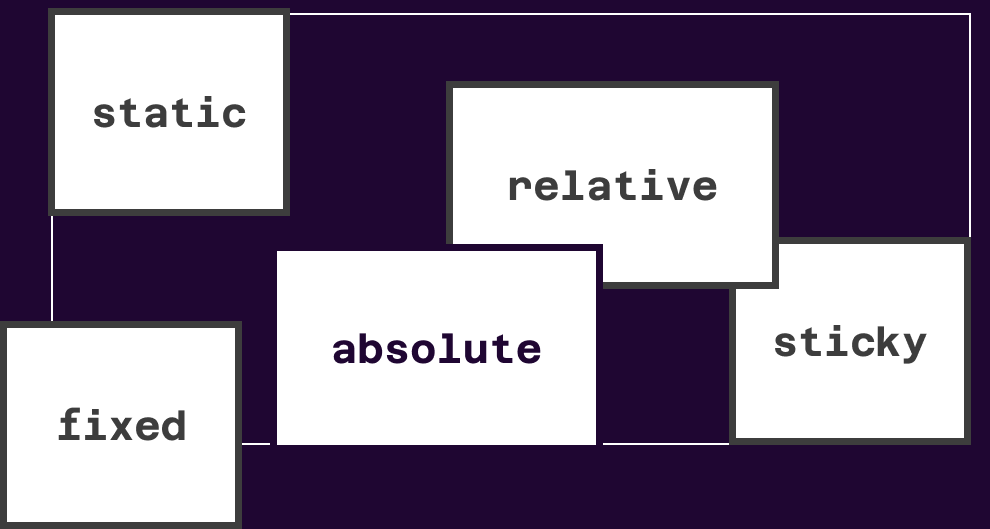 static
relative
sticky
absolute
fixed